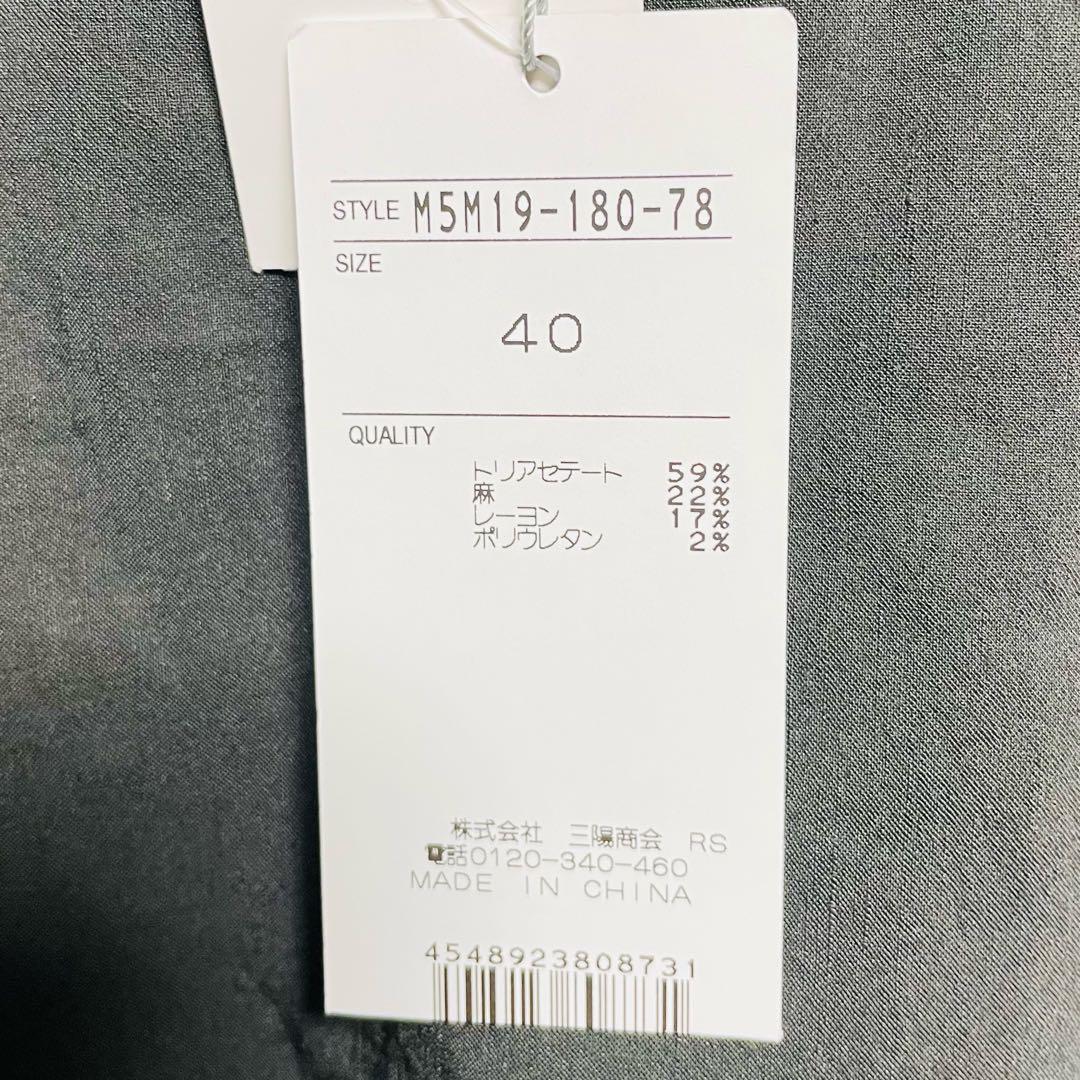 STYLE M5M19-180-78
SIZE
40
QUALITY
トリアセテート 59%
麻 22%
レーヨン 17%
ポリウレタン 2%
株式会社 三陽商会 RS
電話0120-340-460
MADE IN CHINA
4548923808731